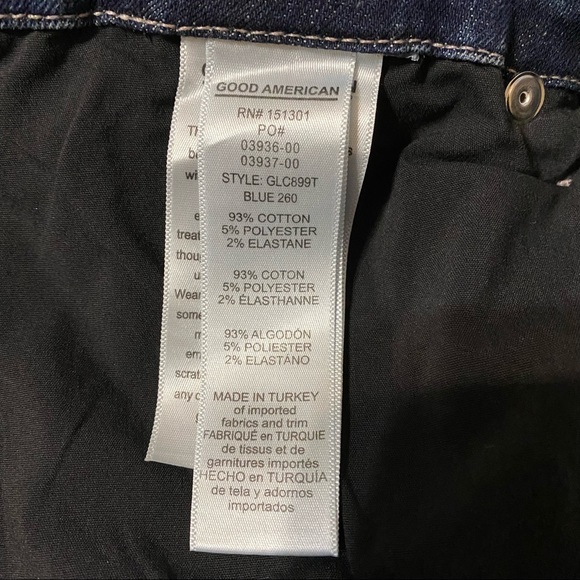 GOOD AMERICAN
RN# 151301
PO#
03936-00
03937-00
STYLE: GLC899T
BLUE 260
93% COTTON
5% POLYESTER
2% ELASTANE
93% COTON
5% POLYESTER
2% ÉLASTHANNE
93% ALGODÓN
5% POLIESTER
2% ELASTÁNO
MADE IN TURKEY
of imported
fabrics and trim
FABRIQUÉ en TURQUIE
de tissus et de
garnitures importés
HECHO en TURQUÍA
de tela y adornos
importados